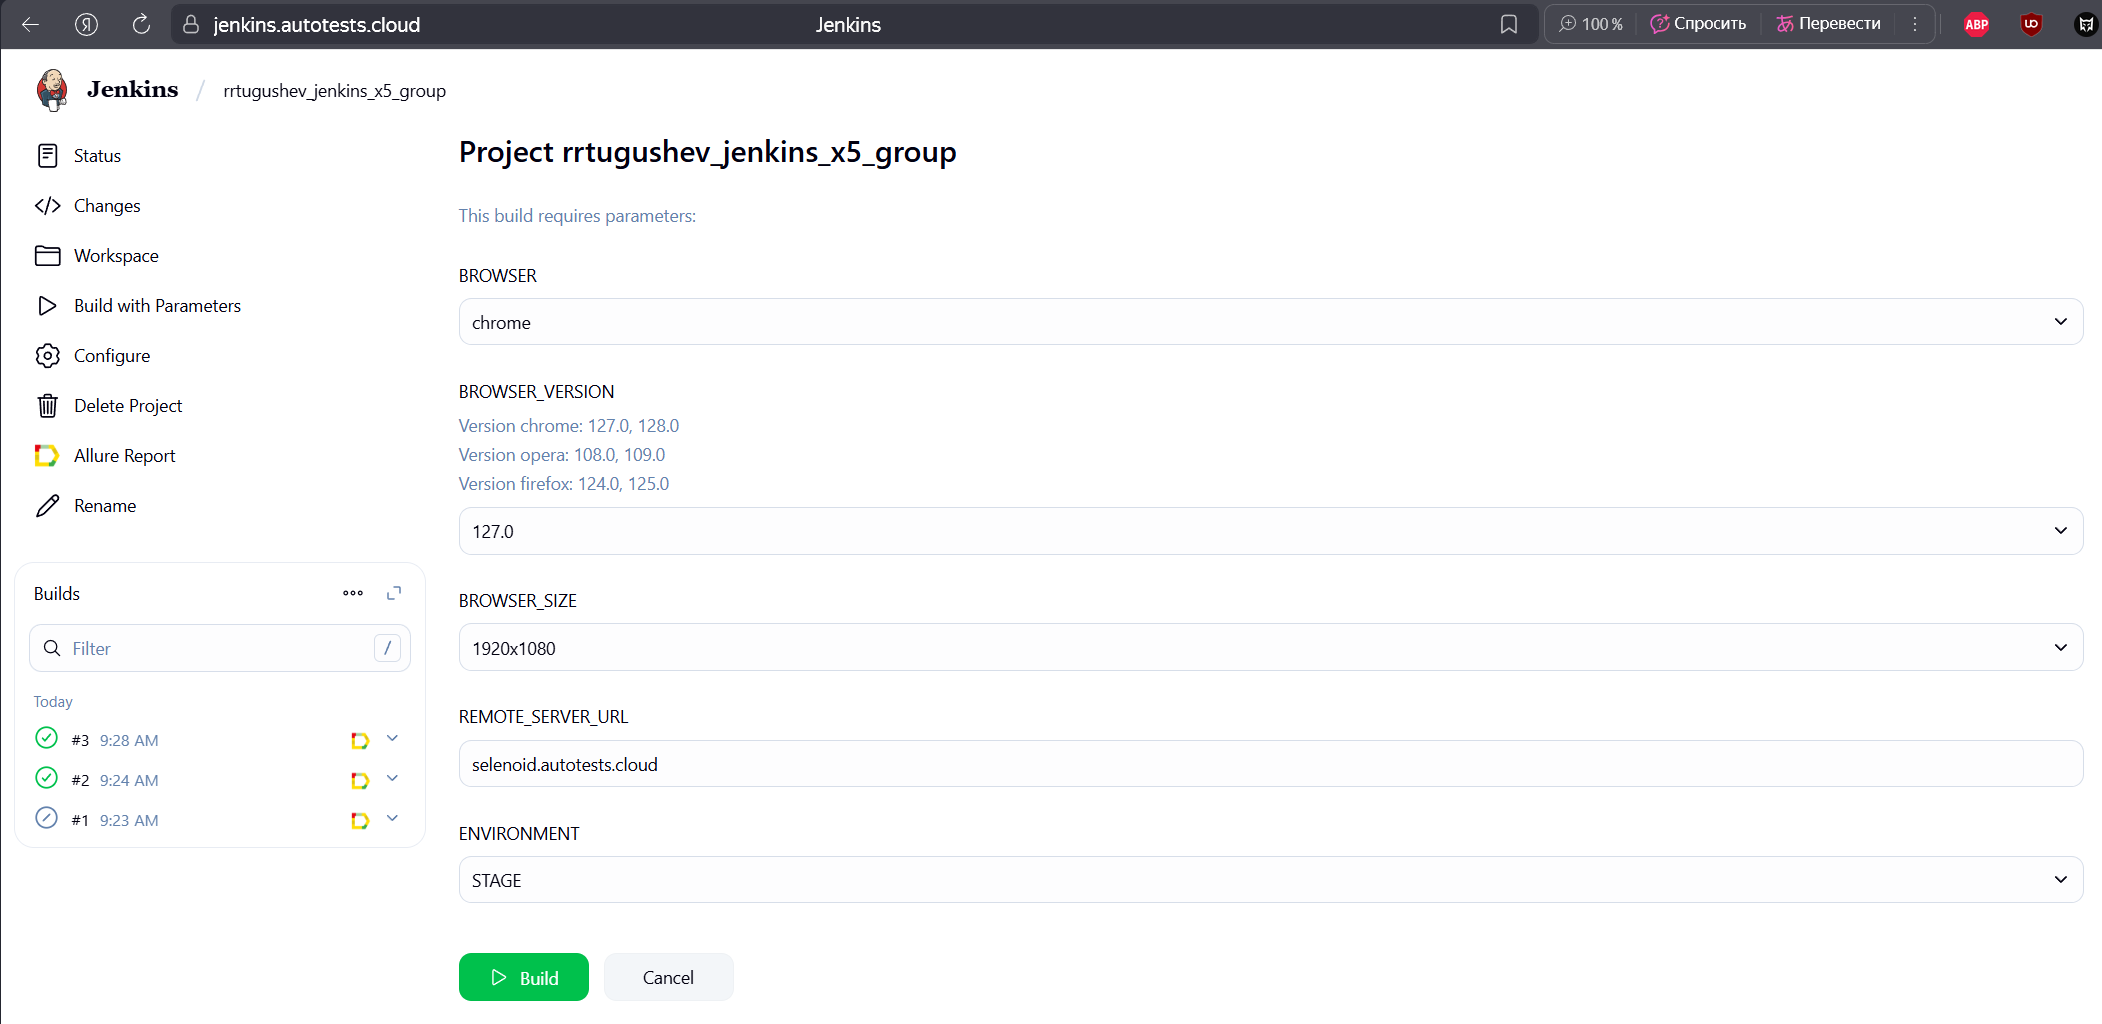 jenkins.autotests.cloud
Jenkins
100 %
Спросить
Перевести
ABP
Jenkins / rrtugushev_jenkins_x5_group
Status
Changes
Workspace
Build with Parameters
Configure
Delete Project
Allure Report
Rename
Builds
Filter
/
Today
#3 9:28 AM
#2 9:24 AM
#1 9:23 AM
Project rrtugushev_jenkins_x5_group
This build requires parameters:
BROWSER
chrome
BROWSER_VERSION
Version chrome: 127.0, 128.0
Version opera: 108.0, 109.0
Version firefox: 124.0, 125.0
127.0
BROWSER_SIZE
1920x1080
REMOTE_SERVER_URL
selenoid.autotests.cloud
ENVIRONMENT
STAGE
Build
Cancel